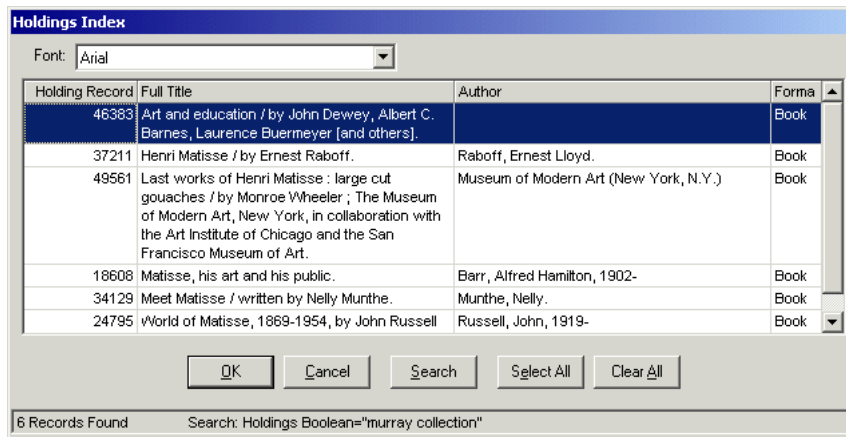 Holdings Index
Font: Arial
Holding Record Full Title Author Forma
46383 Art and education / by John Dewey, Albert C. Book
Barnes, Laurence Buermeyer [and others].
37211 Henri Matisse / by Ernest Raboff. Raboff, Ernest Lloyd. Book
49561 Last works of Henri Matisse : large cut Museum of Modern Art (New York, N.Y.) Book
gouaches / by Monroe Wheeler ; The Museum
of Modern Art, New York, in collaboration with
the Art Institute of Chicago and the San
Francisco Museum of Art.
18608 Matisse, his art and his public. Barr, Alfred Hamilton, 1902- Book
34129 Meet Matisse / written by Nelly Munthe. Munthe, Nelly. Book
24795 World of Matisse, 1869-1954, by John Russell Russell, John, 1919- Book
OK Cancel Search Select All Clear All
6 Records Found Search: Holdings Boolean="murray collection"